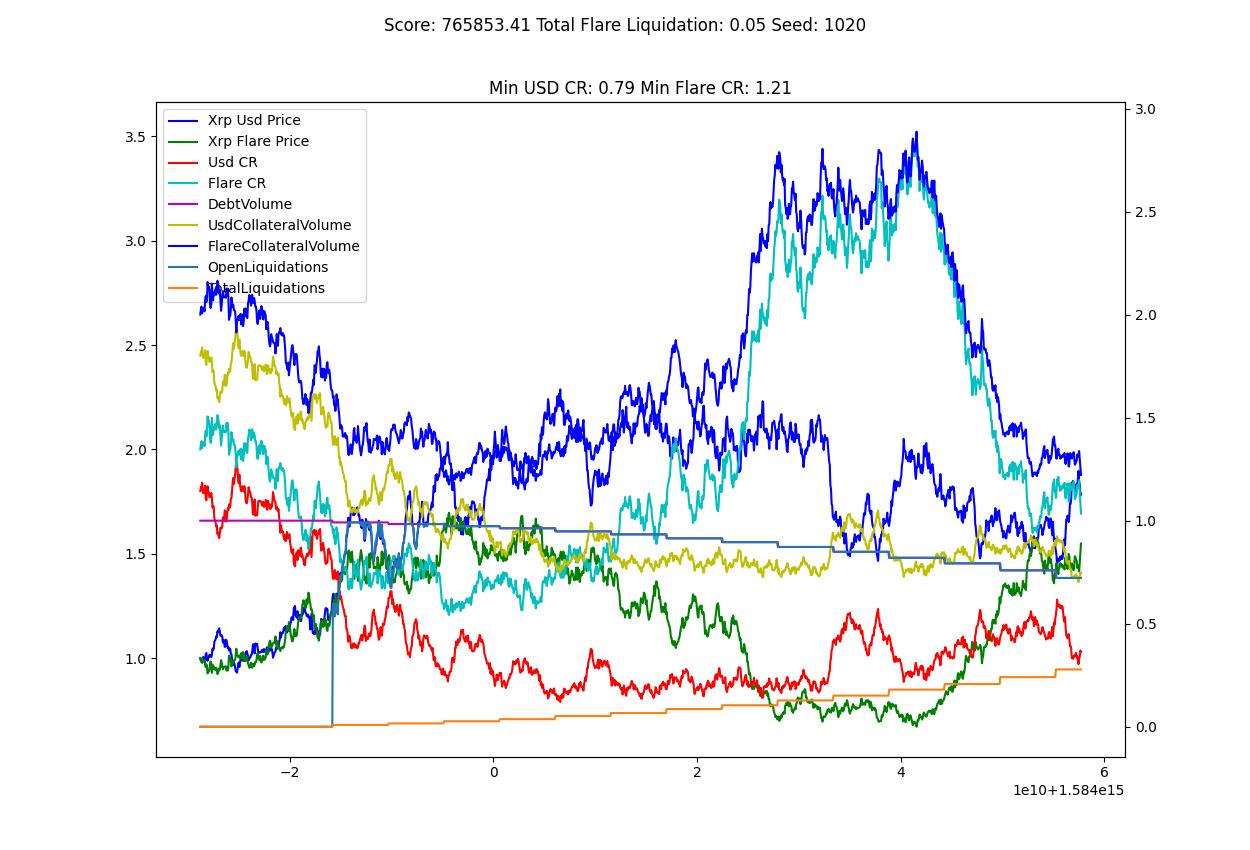 Score: 765853.41 Total Flare Liquidation: 0.05 Seed: 1020
Min USD CR: 0.79 Min Flare CR: 1.21
Xrp Usd Price
Xrp Flare Price
Usd CR
Flare CR
DebtVolume
UsdCollateralVolume
FlareCollateralVolume
OpenLiquidations
TotalLiquidations
3.5
3.0
2.5
2.0
1.5
1.0
3.0
2.5
2.0
1.5
1.0
0.5
0.0
−2 0 2 4 6
1e10+1.584e15